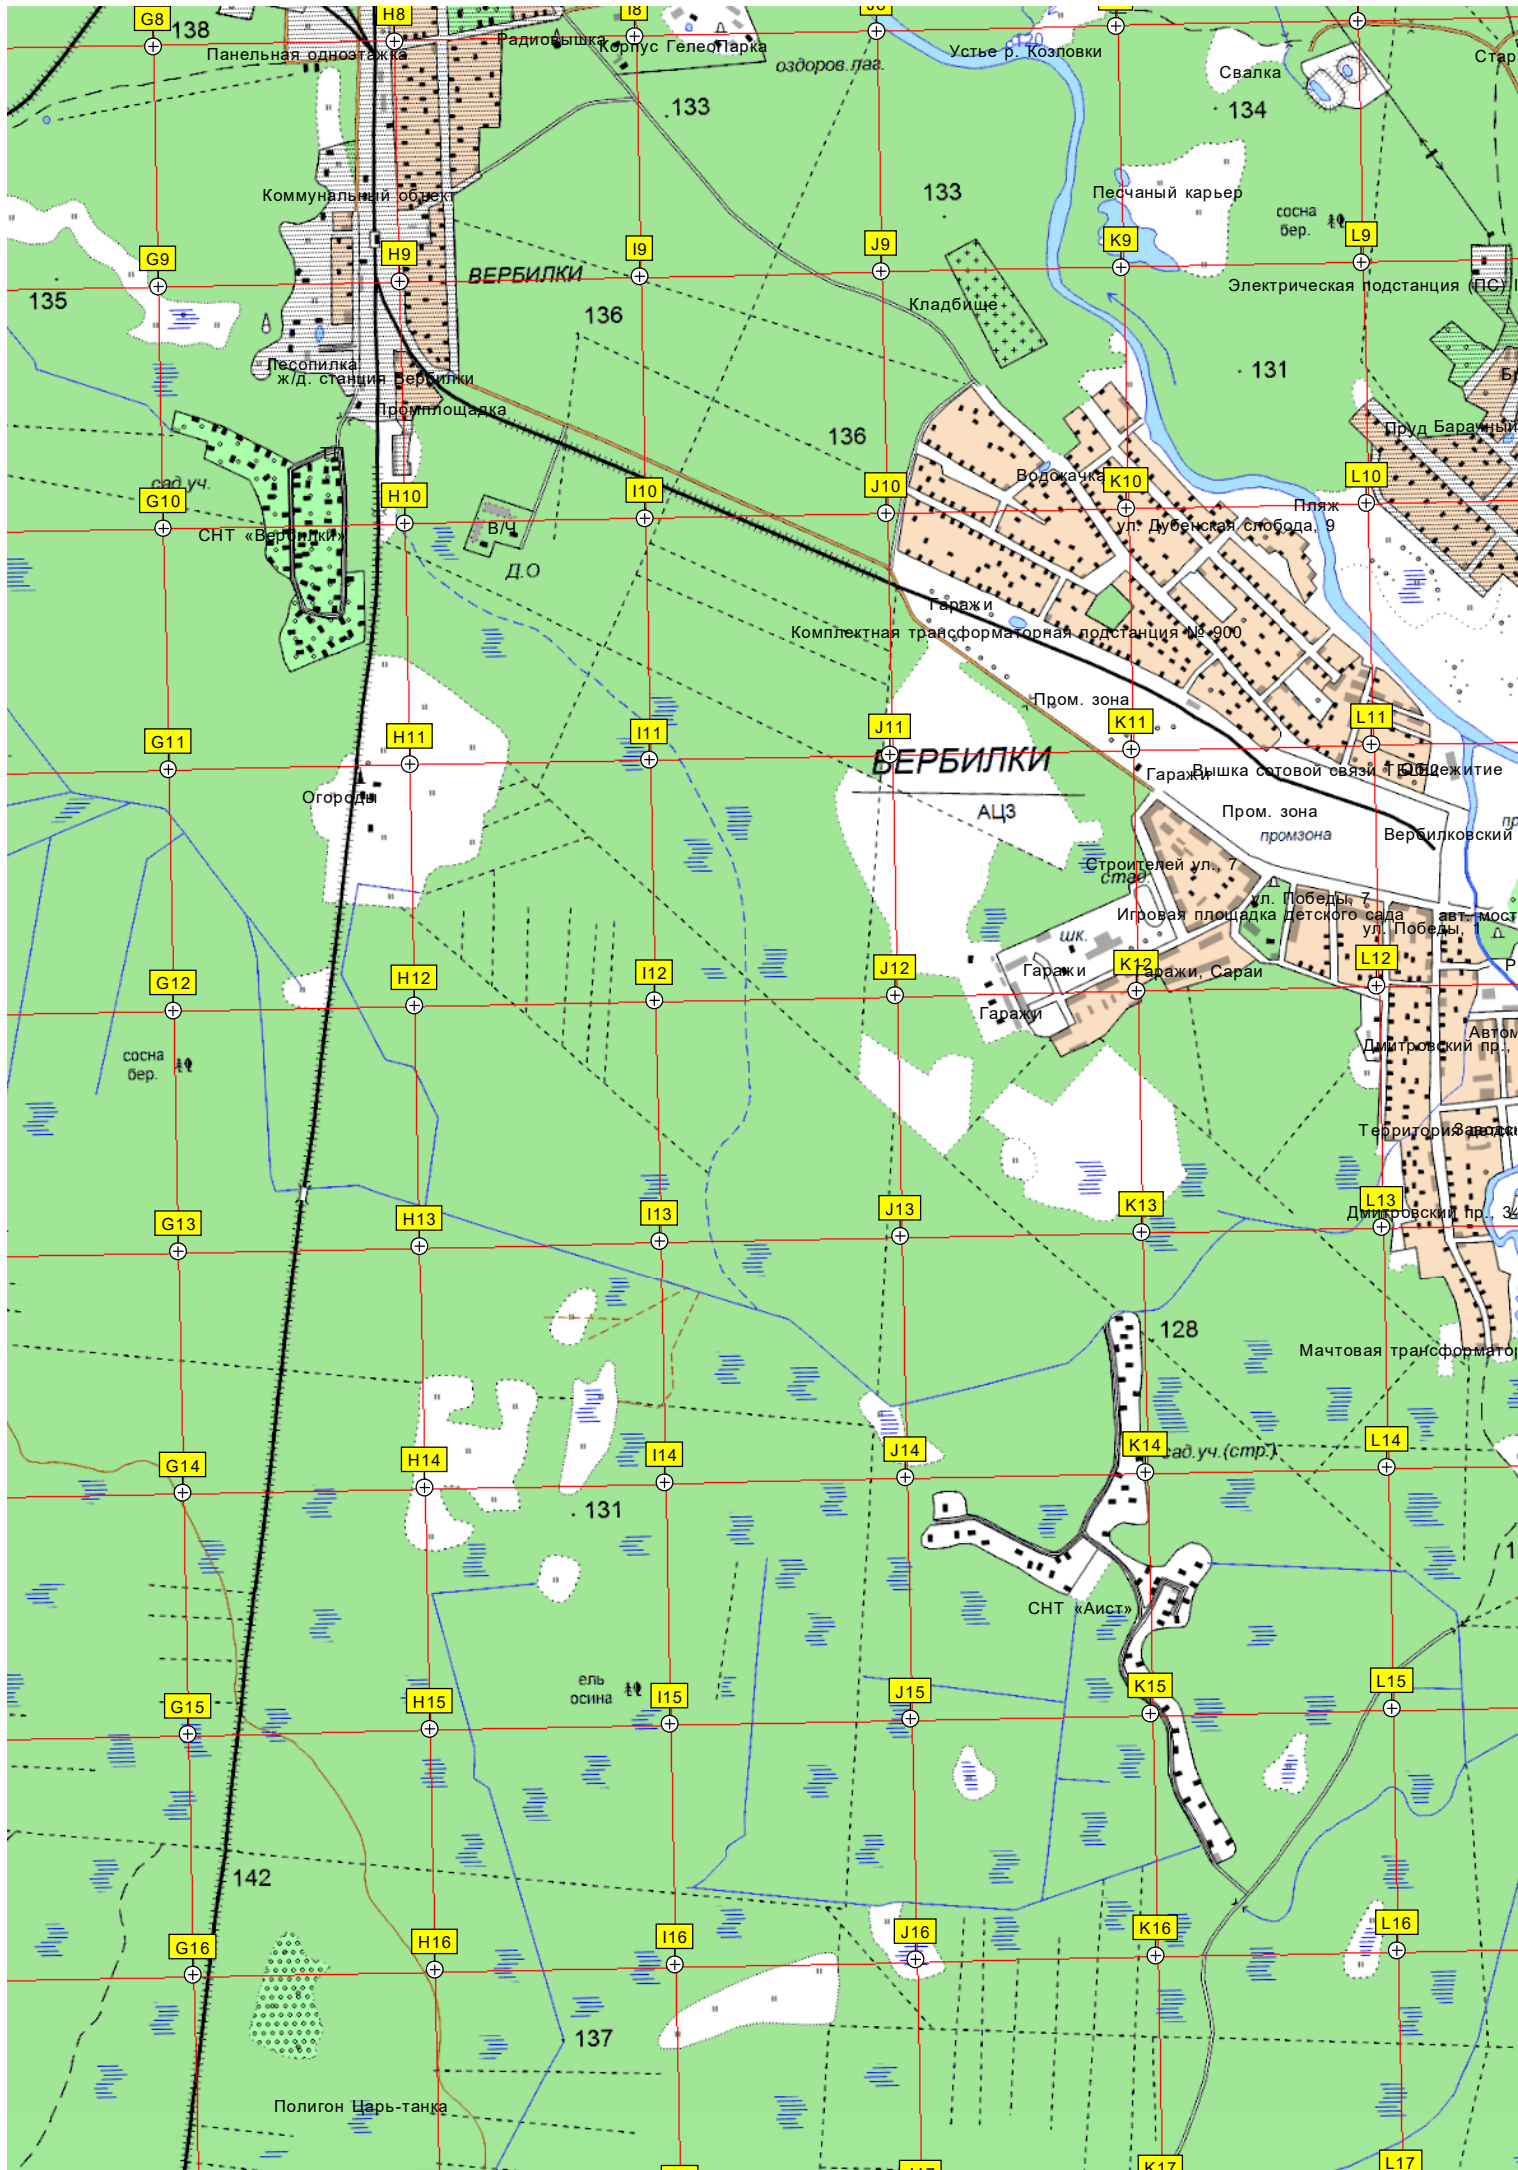 G8
H8
I8
138
Панельная одноэтажка
Радиовышка
Корпус ГелеоПарка
оздоров.лаг.
Устье р. Козловки
Свалка
Стар
133
134
Коммунальный объект
133
Песчаный карьер
сосна
бер.
G9
H9
I9
J9
K9
L9
ВЕРБИЛКИ
135
136
Кладбище
Электрическая подстанция (ПС)
131
Лесопилка
ж/д. станция Вербилки
Промплощадка
136
Пруд
Барачный
Водокачка
сад.уч.
G10
H10
I10
J10
K10
L10
Пляж
СНТ «Вербилки»
В/Ч
ул. Дубенская слобода, 9
Д.О
Гаражи
Комплектная трансформаторная подстанция № 900
Пром. зона
G11
H11
I11
J11
K11
L11
ВЕРБИЛКИ
АЦЗ
Гаражи
Вышка сотовой связи
Общежитие
Огороды
Пром. зона
промзона
Вербилковский
Строителей ул., 7
стад.
ул. Победы, 7
Игровая площадка детского сада
авт. мост
ул. Победы, 1
шк.
G12
H12
I12
J12
K12
L12
Гаражи
Гаражи, Сараи
Гаражи
сосна
бер.
Автом
Дмитровский пр.,
Территория
G13
H13
I13
J13
K13
L13
Дмитровский пр., 34
128
Мачтовая трансформатор
G14
H14
I14
J14
K14
L14
сад.уч.(стр.)
131
СНТ «Аист»
ель
осина
G15
H15
I15
J15
K15
L15
142
G16
H16
I16
J16
K16
L16
137
Полигон Царь-танка
K17
L17